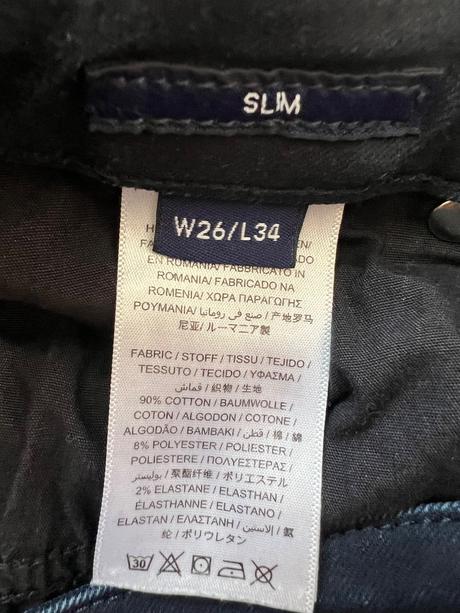 SLIM
W26/L34
EN/
EN ROMANIA/ FABBRICATO IN
ROMANIA/ FABRICADO NA
ROMENIA/ ΧΩΡΑ ΠΑΡΑΓΩΓΗΣ
ΡΟΥΜΑΝΙΑ/ صنع في رومانيا / 产地罗马
尼亚/ ルーマニア製
FABRIC / STOFF / TISSU / TEJIDO /
TESSUTO / TECIDO / ΥΦΑΣΜΑ /
قماش / 织物 / 生地
90% COTTON / BAUMWOLLE /
COTON / ALGODON / COTONE /
ALGODÃO / BAMBAKI / قطن / 棉 / 綿
8% POLYESTER / POLIESTER /
POLIESTERE / ΠΟΛΥΕΣΤΕΡΑΣ /
بوليستر / 聚酯纤维 / ポリエステル
2% ELASTANE / ELASTHAN /
ÉLASTHANNE / ELASTANO /
ELASTAN / ΕΛΑΣΤΑΝΗ / الاستين / 氨
纶 / ポリウレタン
30